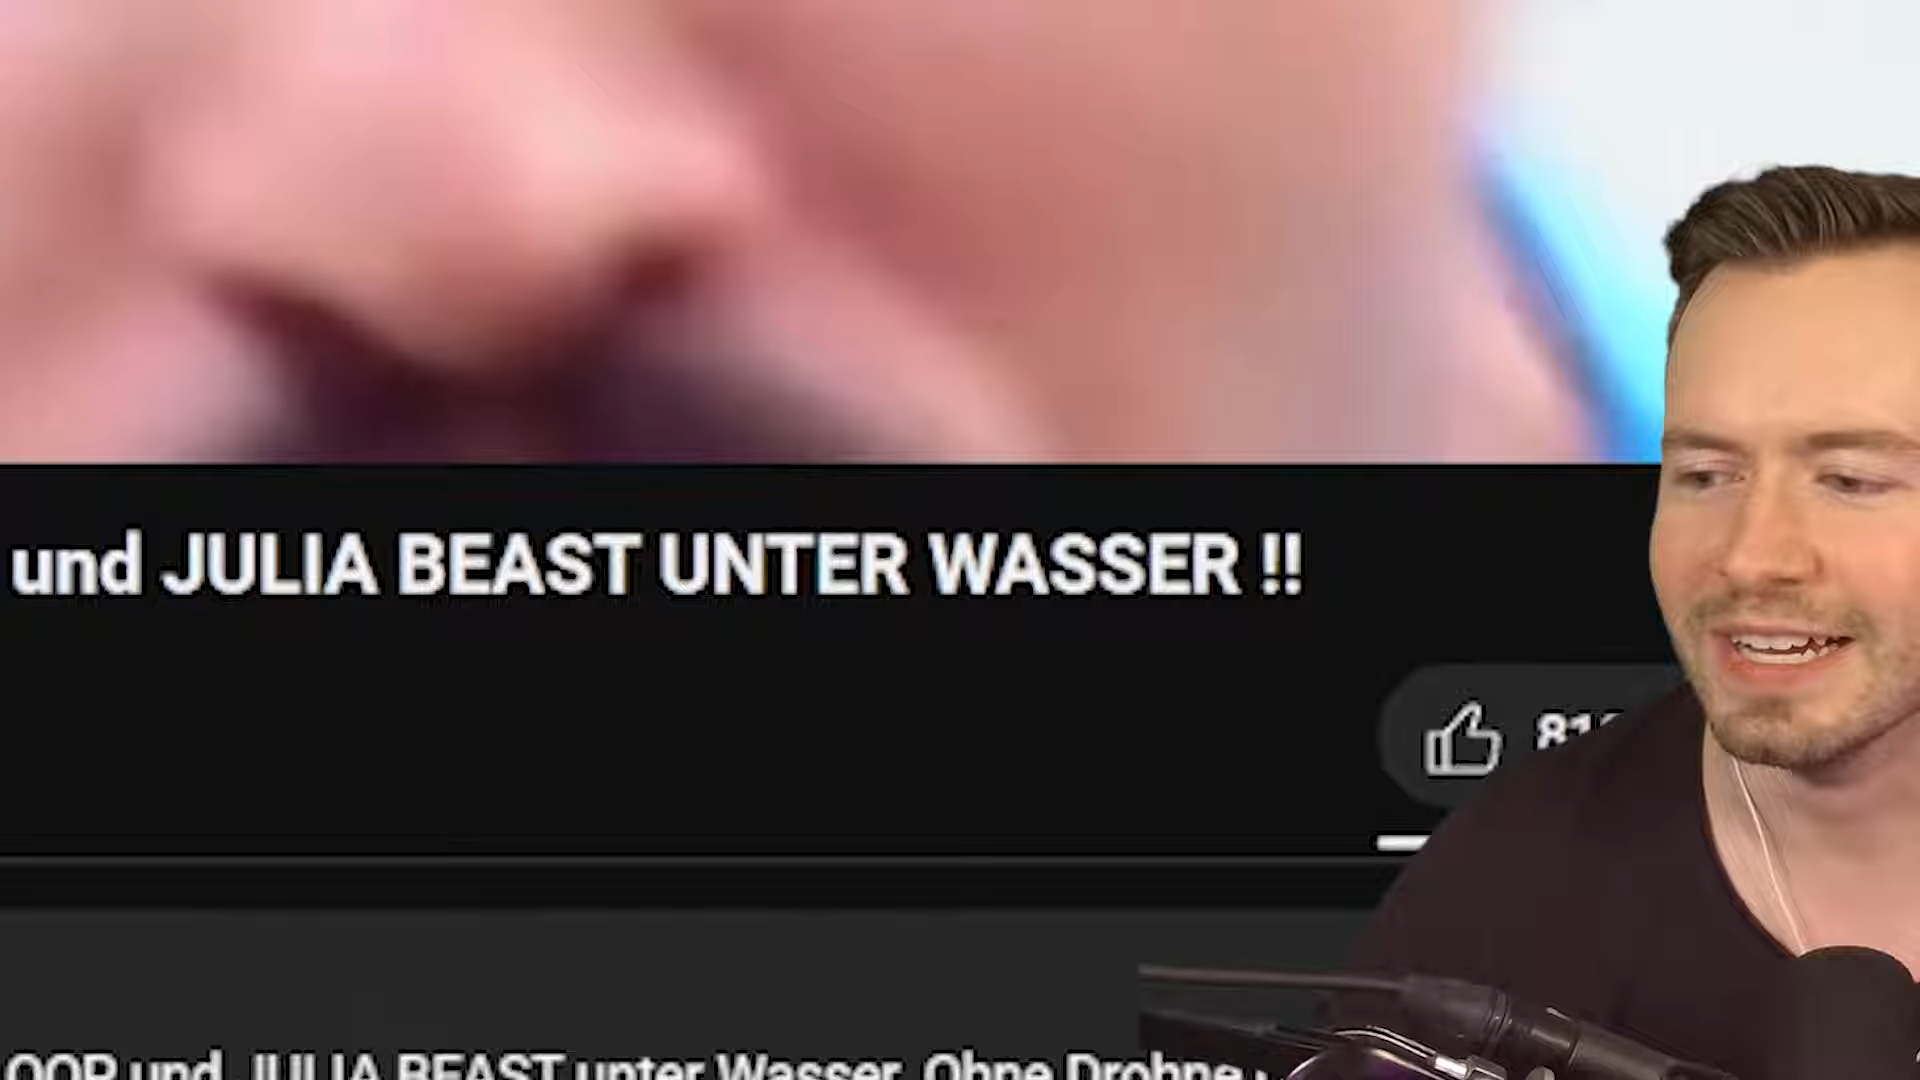 und JULIA BEAST UNTER WASSER !!
und JULIA BEAST unter Wasser. Ohne Drohne